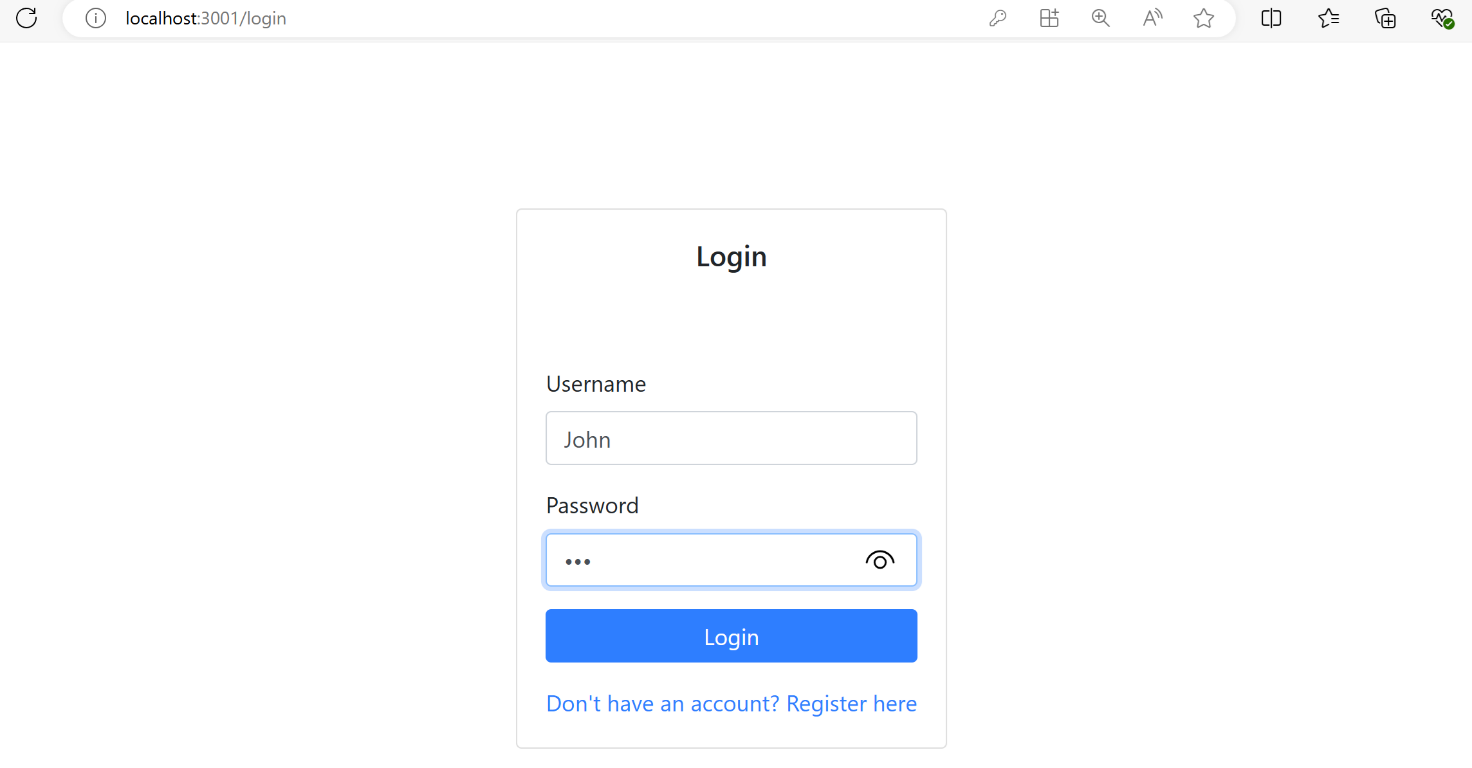 localhost:3001/login
Login
Username
John
Password
•••
Login
Don't have an account? Register here